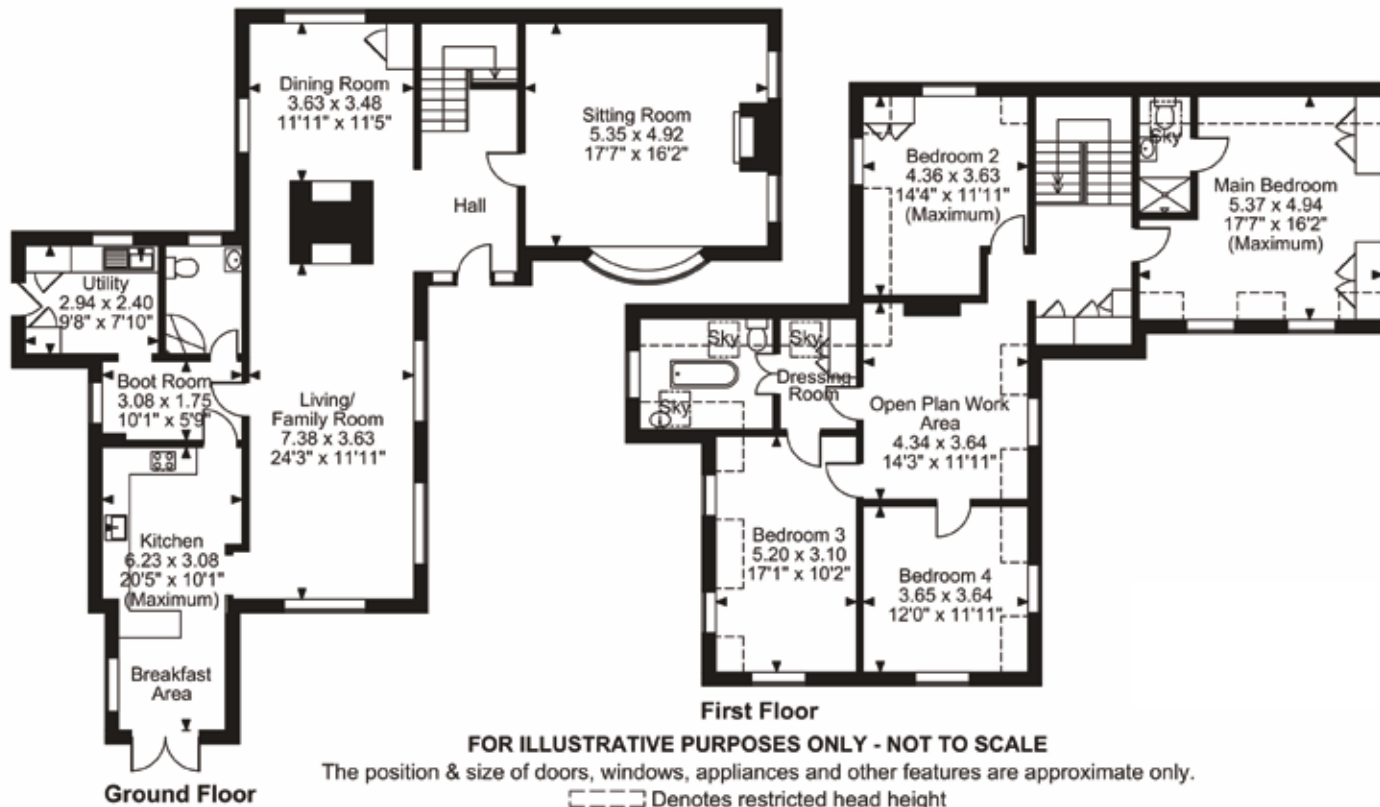 Dining Room
3.63 x 3.48
11'11" x 11'5"
Sitting Room
5.35 x 4.92
17'7" x 16'2"
Hall
Utility
2.94 x 2.40
9'8" x 7'10"
Boot Room
3.08 x 1.75
10'1" x 5'9"
Living/
Family Room
7.38 x 3.63
24'3" x 11'11"
Kitchen
6.23 x 3.08
20'5" x 10'1"
(Maximum)
Breakfast
Area
Ground Floor
Bedroom 2
4.36 x 3.63
14'4" x 11'11"
(Maximum)
Sky
Main Bedroom
5.37 x 4.94
17'7" x 16'2"
(Maximum)
Sky
Sky
Sky
Dressing
Room
Open Plan Work
Area
4.34 x 3.64
14'3" x 11'11"
Bedroom 3
5.20 x 3.10
17'1" x 10'2"
Bedroom 4
3.65 x 3.64
12'0" x 11'11"
First Floor
FOR ILLUSTRATIVE PURPOSES ONLY - NOT TO SCALE
The position & size of doors, windows, appliances and other features are approximate only.
Denotes restricted head height